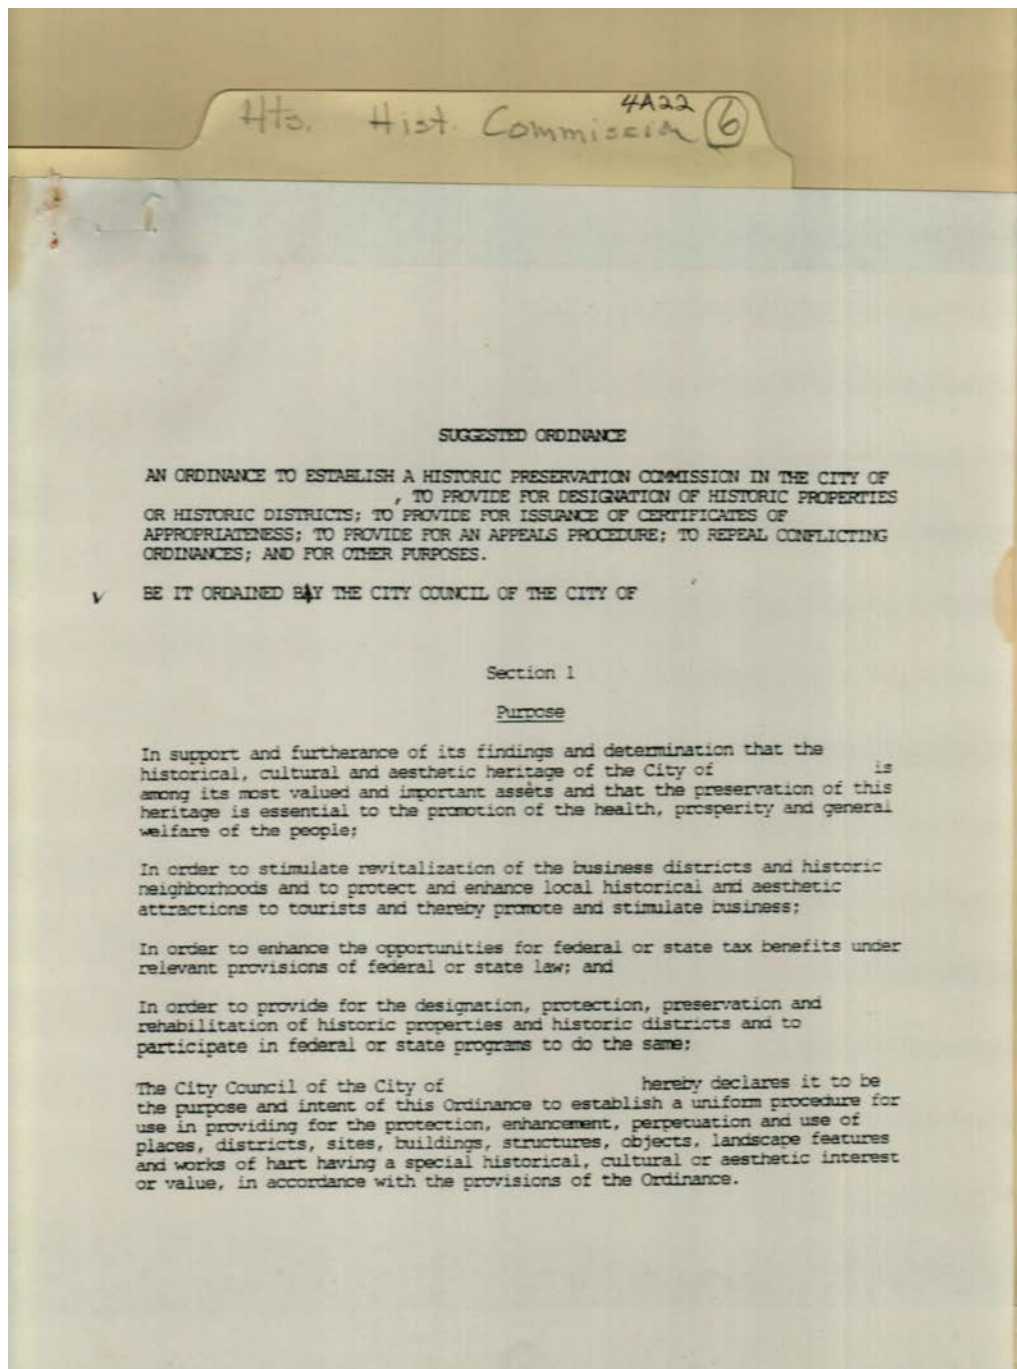 4A22
Hts. Hist. Commission 6
SUGGESTED ORDINANCE
AN ORDINANCE TO ESTABLISH A HISTORIC PRESERVATION COMMISSION IN THE CITY OF
, TO PROVIDE FOR DESIGNATION OF HISTORIC PROPERTIES
OR HISTORIC DISTRICTS; TO PROVIDE FOR ISSUANCE OF CERTIFICATES OF
APPROPRIATENESS; TO PROVIDE FOR AN APPEALS PROCEDURE; TO REPEAL CONFLICTING
ORDINANCES; AND FOR OTHER PURPOSES.
BE IT ORDAINED BAY THE CITY COUNCIL OF THE CITY OF
Section 1
Purpose
In support and furtherance of its findings and determination that the
historical, cultural and aesthetic heritage of the City of is
among its most valued and important assets and that the preservation of this
heritage is essential to the promotion of the health, prosperity and general
welfare of the people;
In order to stimulate revitalization of the business districts and historic
neighborhoods and to protect and enhance local historical and aesthetic
attractions to tourists and thereby promote and stimulate business;
In order to enhance the opportunities for federal or state tax benefits under
relevant provisions of federal or state law; and
In order to provide for the designation, protection, preservation and
rehabilitation of historic properties and historic districts and to
participate in federal or state programs to do the same;
The City Council of the City of hereby declares it to be
the purpose and intent of this Ordinance to establish a uniform procedure for
use in providing for the protection, enhancement, perpetuation and use of
places, districts, sites, buildings, structures, objects, landscape features
and works of hart having a special historical, cultural or aesthetic interest
or value, in accordance with the provisions of the Ordinance.